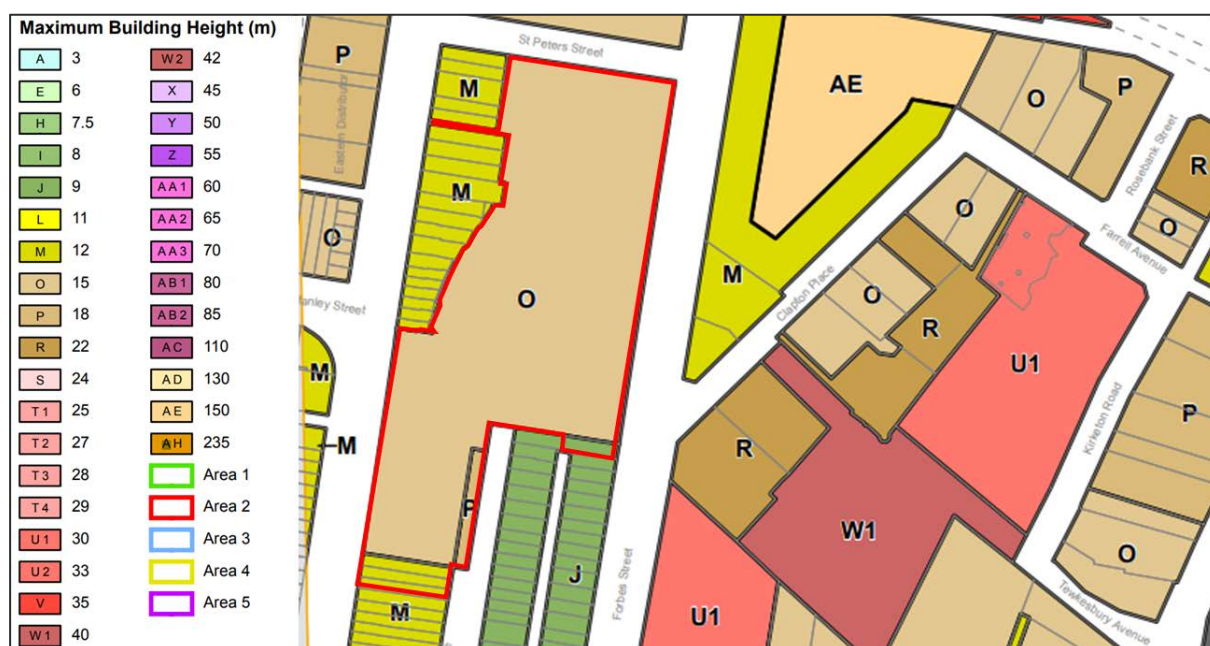 Maximum Building Height (m)
A 3
E 6
H 7.5
I 8
J 9
L 11
M 12
O 15
P 18
R 22
S 24
T1 25
T2 27
T3 28
T4 29
U1 30
U2 33
V 35
W1 40
W2 42
X 45
Y 50
Z 55
AA1 60
AA2 65
AA3 70
AB1 80
AB2 85
AC 110
AD 130
AE 150
AH 235
Area 1
Area 2
Area 3
Area 4
Area 5
St Peters Street
P
Eastern Distributor
M
AE
O
P
Rosebank Street
R
M
O
O
O
Farrell Avenue
anley Street
O
M
Clapton Place
O
R
U1
M
M
Kirketon Road
P
R
P
W1
O
J
M
Forbes Street
U1
Tewkesbury Avenue